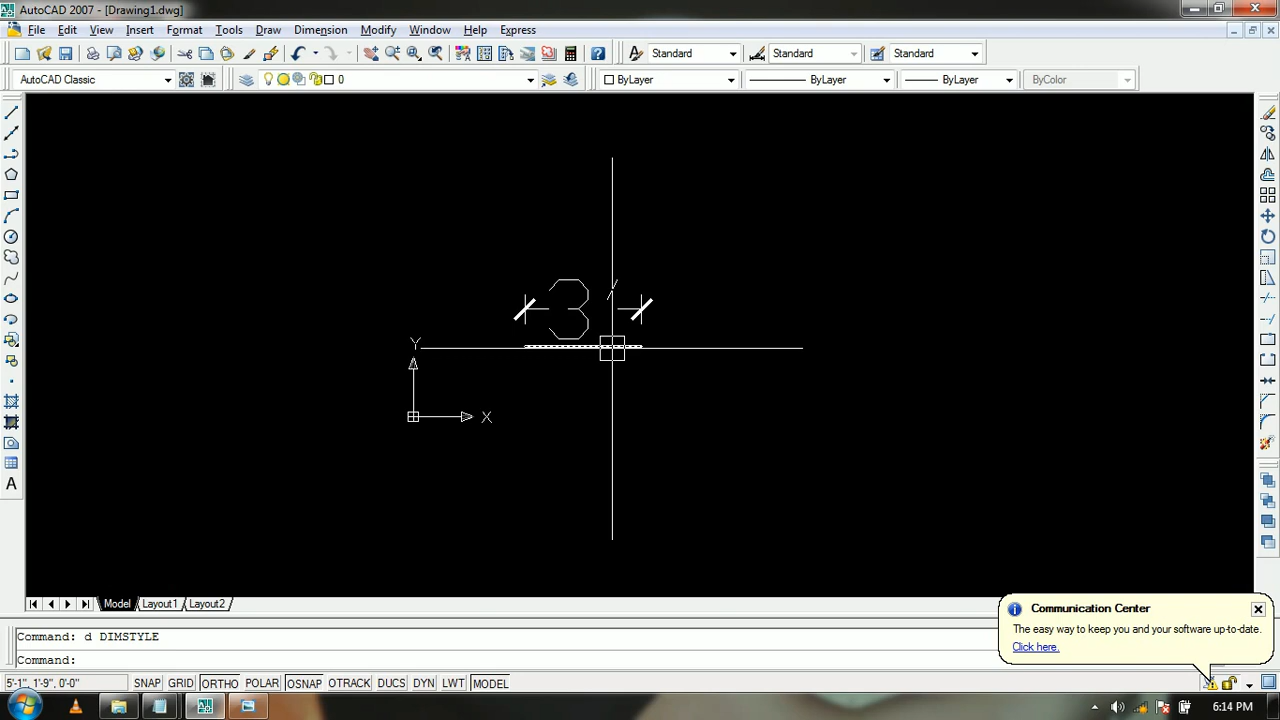 AutoCAD 2007 - [Drawing1.dwg]
File Edit View Insert Format Tools Draw Dimension Modify Window Help Express
Standard Standard Standard
AutoCAD Classic 0 ByLayer ByLayer ByLayer ByColor
3'
Y
X
A
Model Layout1 Layout2
Communication Center
The easy way to keep you and your software up-to-date.
Click here.
Command: d DIMSTYLE
Command:
5'-1", 1'-9", 0'-0" SNAP GRID ORTHO POLAR OSNAP OTRACK DUCS DYN LWT MODEL
6:14 PM